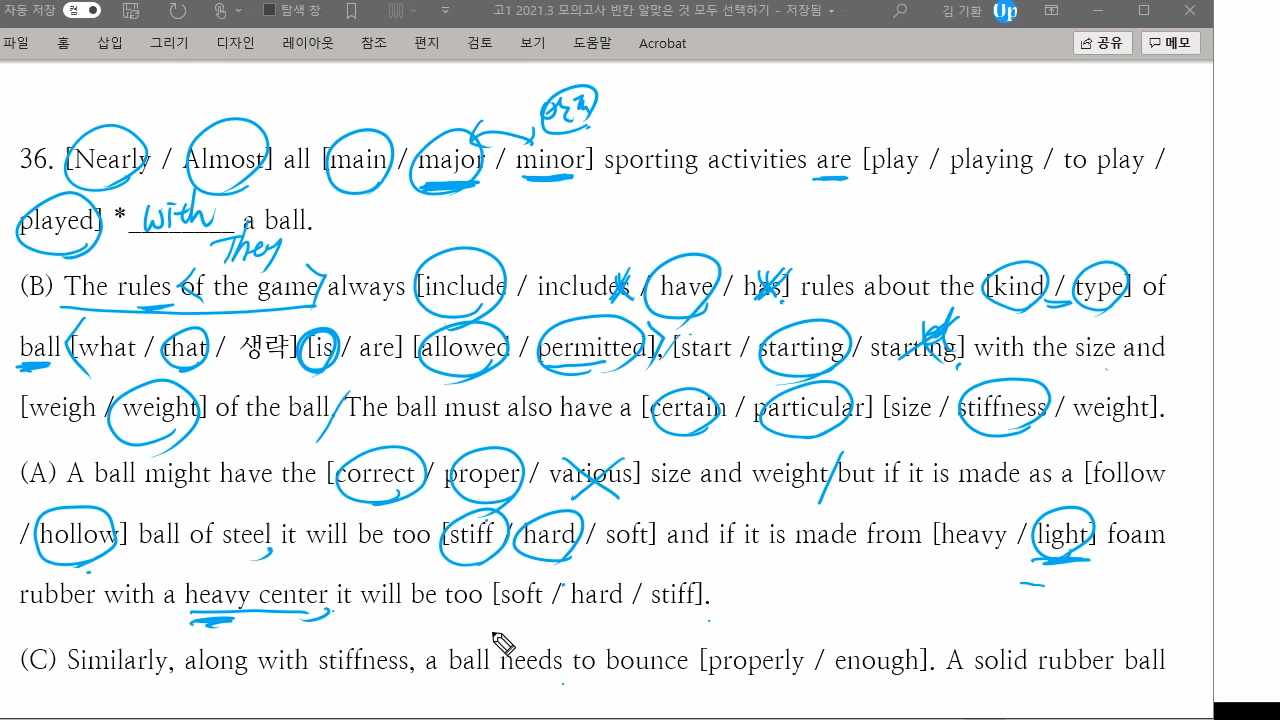 자동 저장 컴 탐색 창 고1 2021.3 모의고사 빈칸 알맞은 것 모두 선택하기 - 저장됨 김 기환 Up
파일 홈 삽입 그리기 디자인 레이아웃 참조 편지 검토 보기 도움말 Acrobat 공유 메모
36. [Nearly / Almost] all [main / major / minor] sporting activities are [play / playing / to play /
played] *________ a ball.
with
They
(B) The rules of the game always [include / includes / have / has] rules about the [kind / type] of
ball [what / that / 생략] [is / are] [allowed / permitted], [start / starting / starting] with the size and
[weigh / weight] of the ball. The ball must also have a [certain / particular] [size / stiffness / weight].
(A) A ball might have the [correct / proper / various] size and weight but if it is made as a [follow
/ hollow] ball of steel it will be too [stiff / hard / soft] and if it is made from [heavy / light] foam
rubber with a heavy center it will be too [soft / hard / stiff].
(C) Similarly, along with stiffness, a ball needs to bounce [properly / enough]. A solid rubber ball